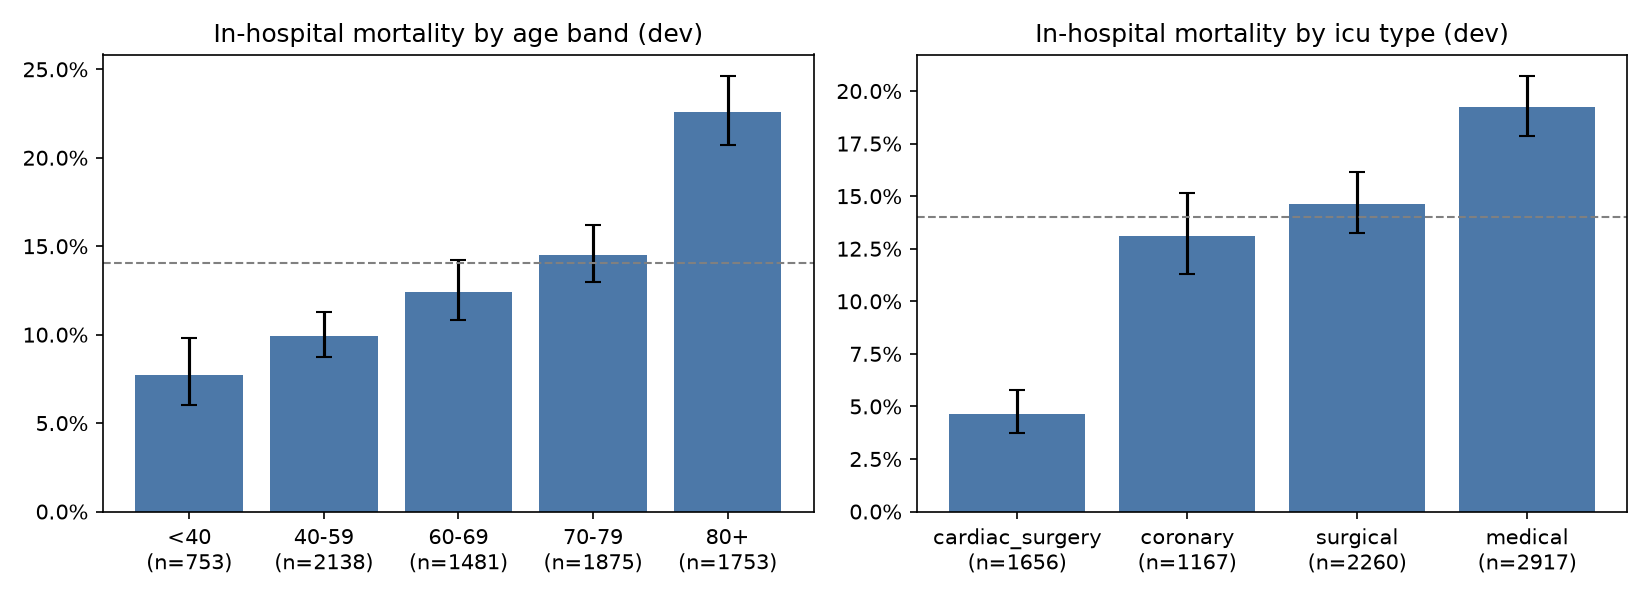 In-hospital mortality by age band (dev)
25.0%
20.0%
15.0%
10.0%
5.0%
0.0%
<40
(n=753)
40-59
(n=2138)
60-69
(n=1481)
70-79
(n=1875)
80+
(n=1753)
In-hospital mortality by icu type (dev)
20.0%
17.5%
15.0%
12.5%
10.0%
7.5%
5.0%
2.5%
0.0%
cardiac_surgery
(n=1656)
coronary
(n=1167)
surgical
(n=2260)
medical
(n=2917)